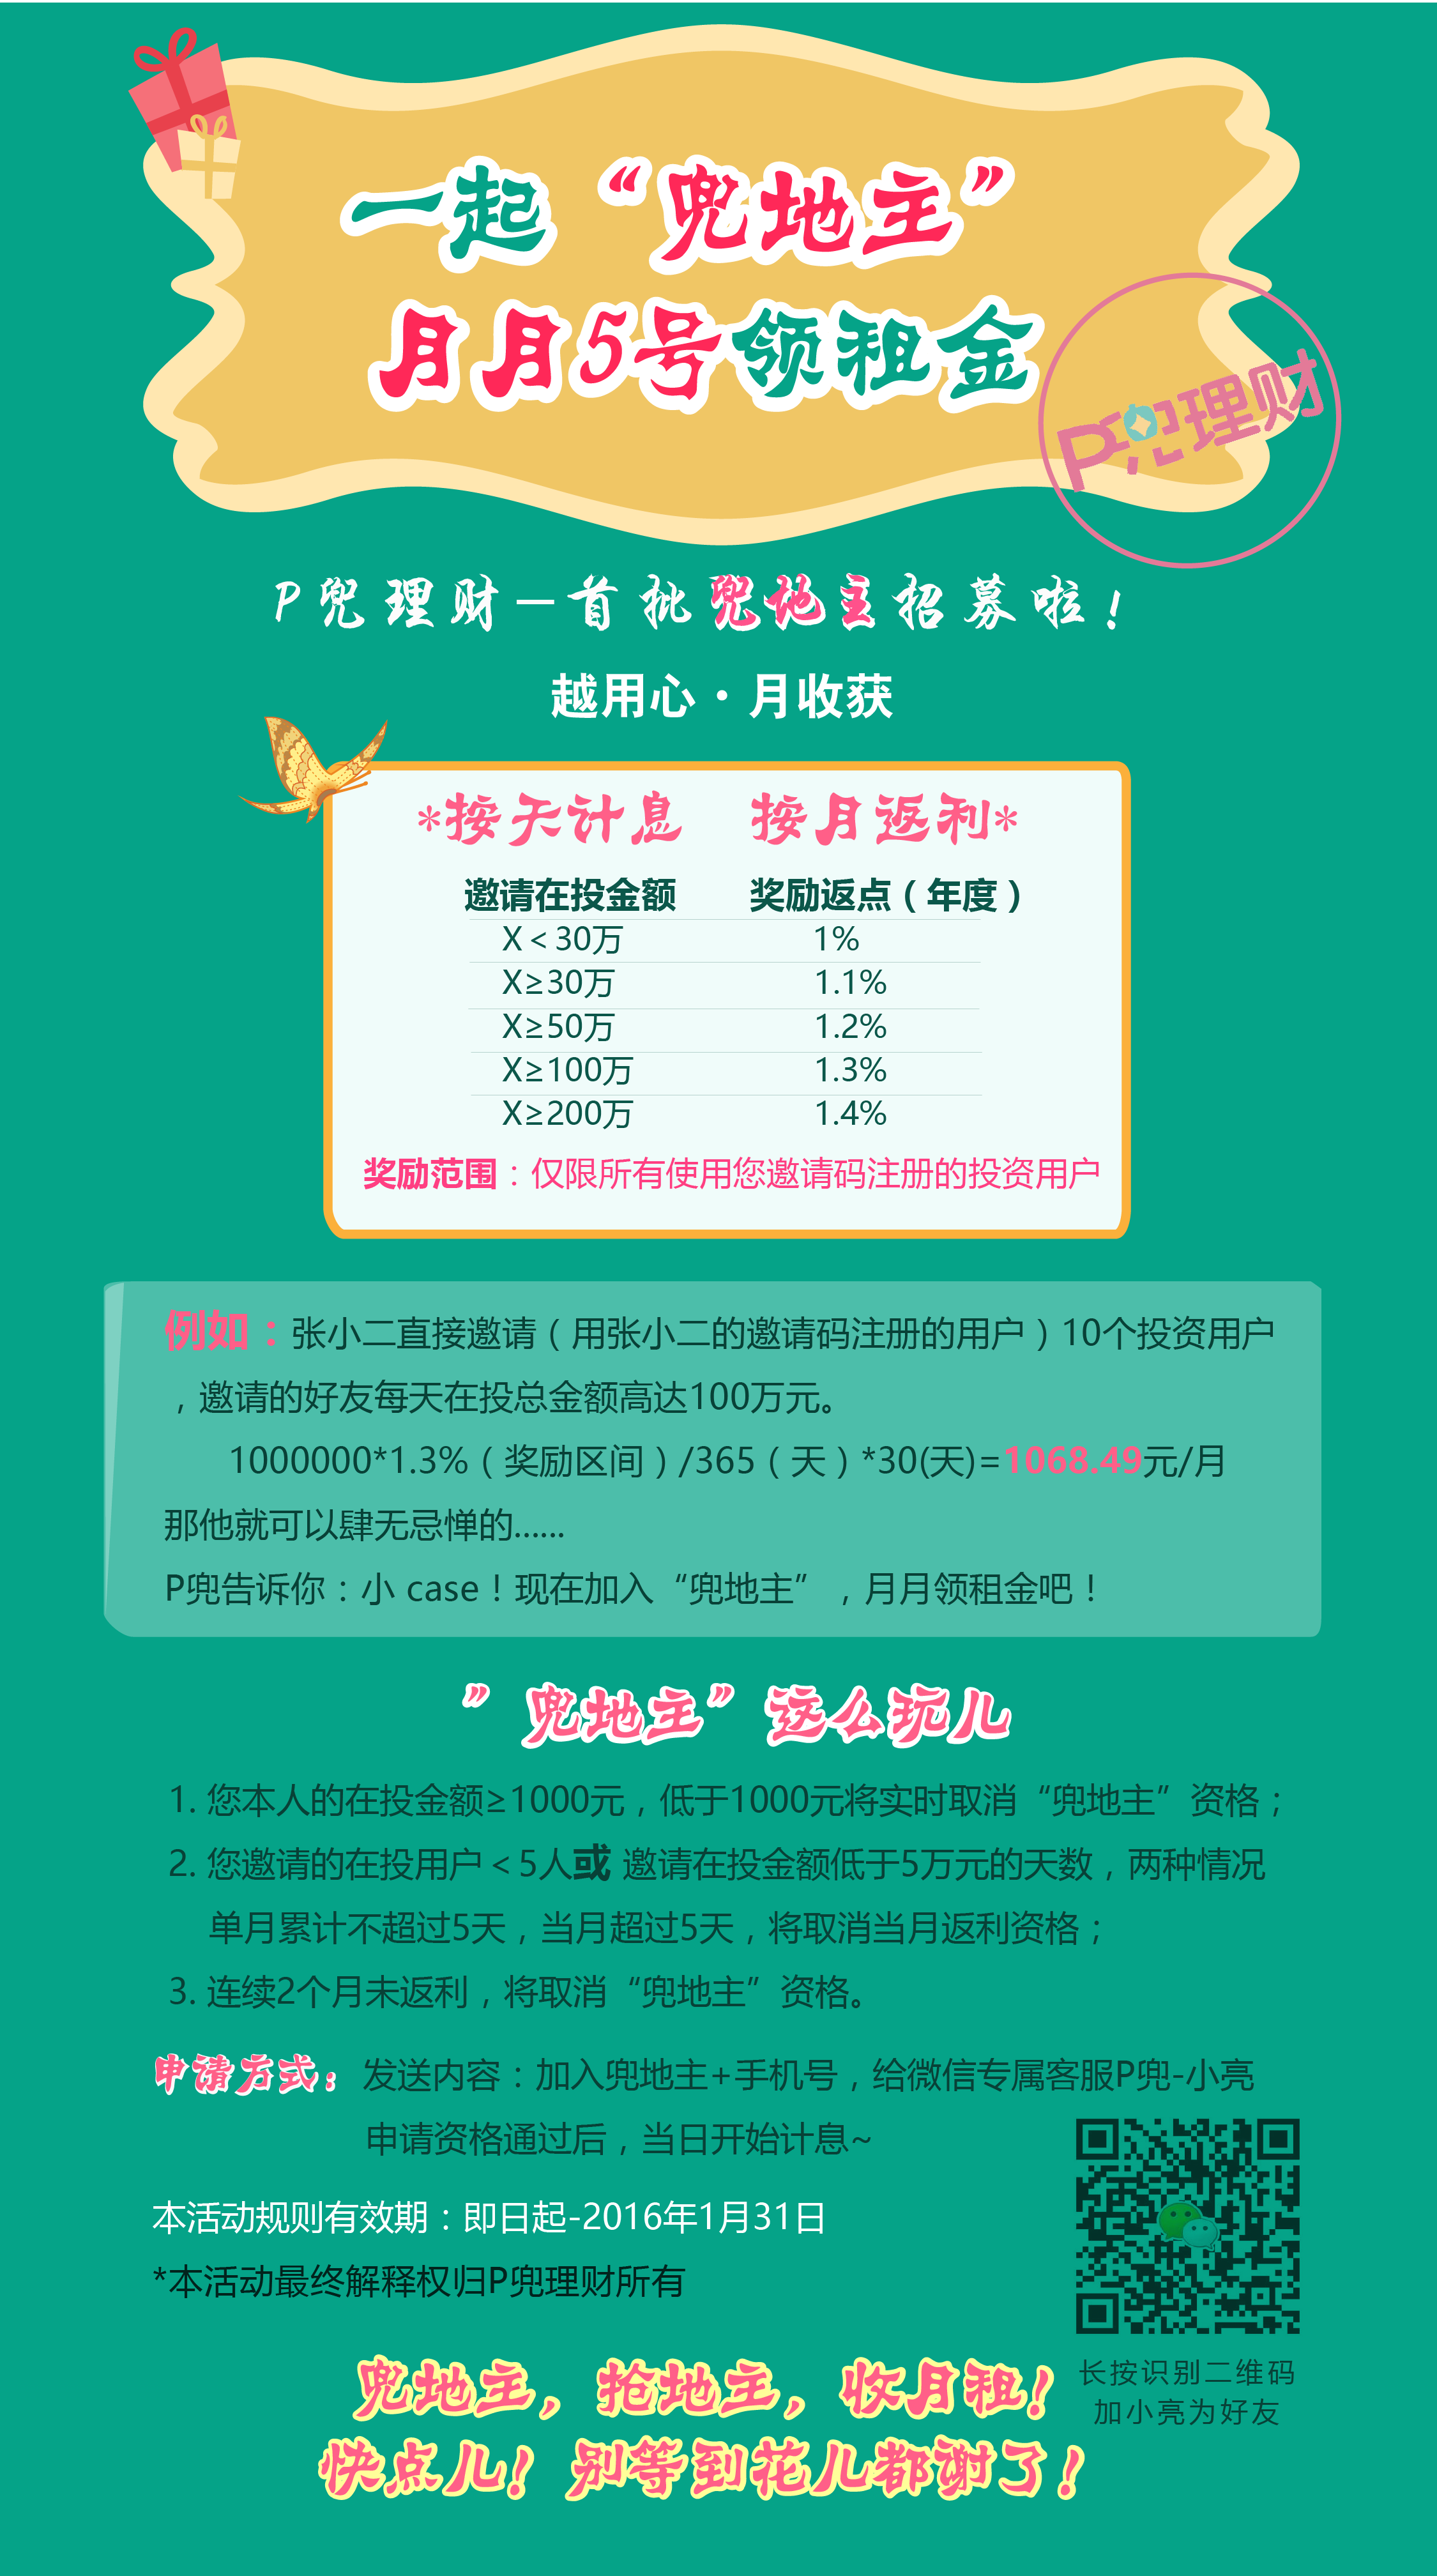 一起“兜地主”
月月5号领租金
P兜理财
P兜理财—首批兜地主招募啦！
越用心·月收获
*按天计息 按月返利*
邀请在投金额 奖励返点（年度）
X＜30万 1%
X≥30万 1.1%
X≥50万 1.2%
X≥100万 1.3%
X≥200万 1.4%
奖励范围：仅限所有使用您邀请码注册的投资用户
例如：张小二直接邀请（用张小二的邀请码注册的用户）10个投资用户
，邀请的好友每天在投总金额高达100万元。
1000000*1.3%（奖励区间）/365（天）*30(天)=1068.49元/月
那他就可以肆无忌惮的......
P兜告诉你：小 case！现在加入“兜地主”，月月领租金吧！
”兜地主”这么玩儿
1. 您本人的在投金额≥1000元，低于1000元将实时取消“兜地主”资格；
2. 您邀请的在投用户＜5人或 邀请在投金额低于5万元的天数，两种情况
单月累计不超过5天，当月超过5天，将取消当月返利资格；
3. 连续2个月未返利，将取消“兜地主”资格。
申请方式：发送内容：加入兜地主+手机号，给微信专属客服P兜-小亮
申请资格通过后，当日开始计息~
本活动规则有效期：即日起-2016年1月31日
*本活动最终解释权归P兜理财所有
长按识别二维码
加小亮为好友
兜地主，抢地主，收月租！
快点儿！别等到花儿都谢了！